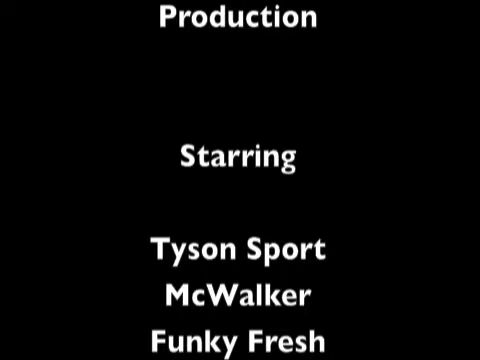 Production
Starring
Tyson Sport
McWalker
Funky Fresh